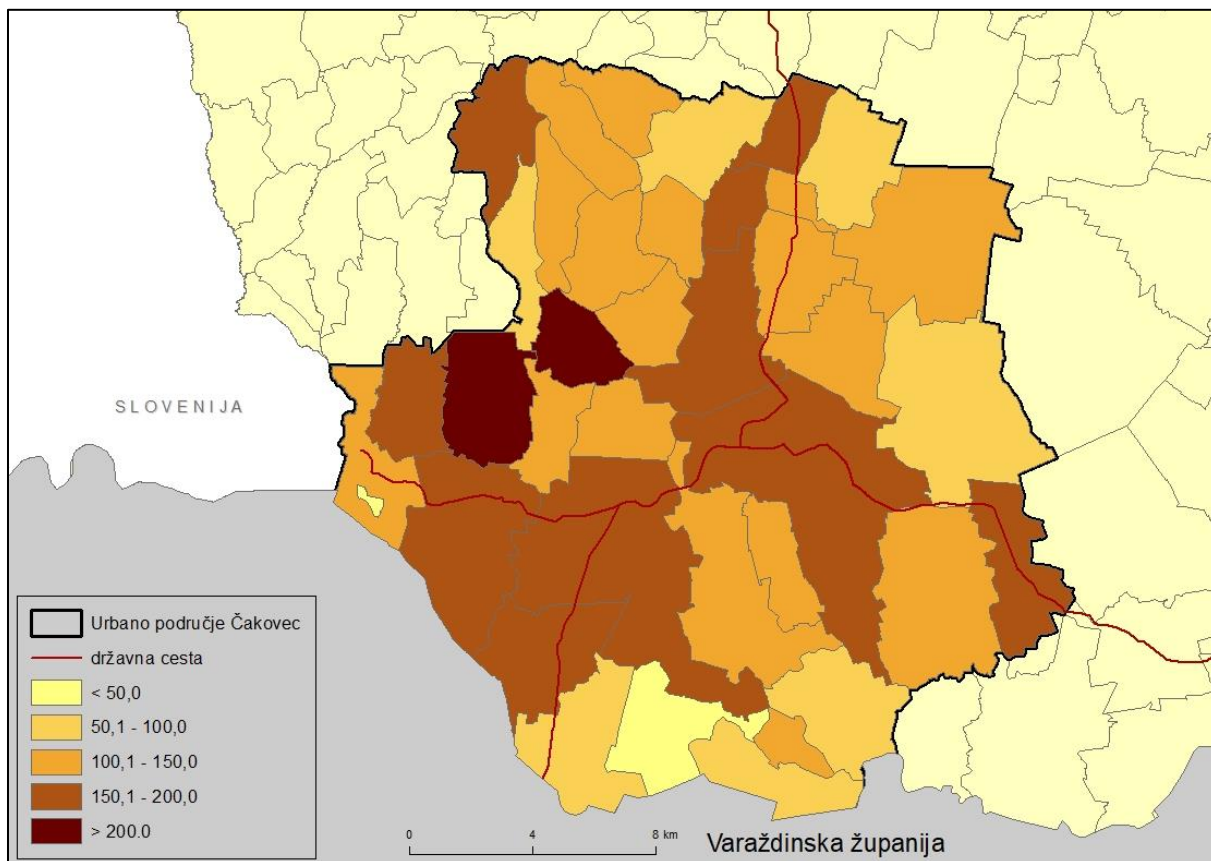 SLOVENIJA
Urbano područje Čakovec
državna cesta
< 50,0
50,1 - 100,0
100,1 - 150,0
150,1 - 200,0
> 200.0
0 4 8 km
Varaždinska županija